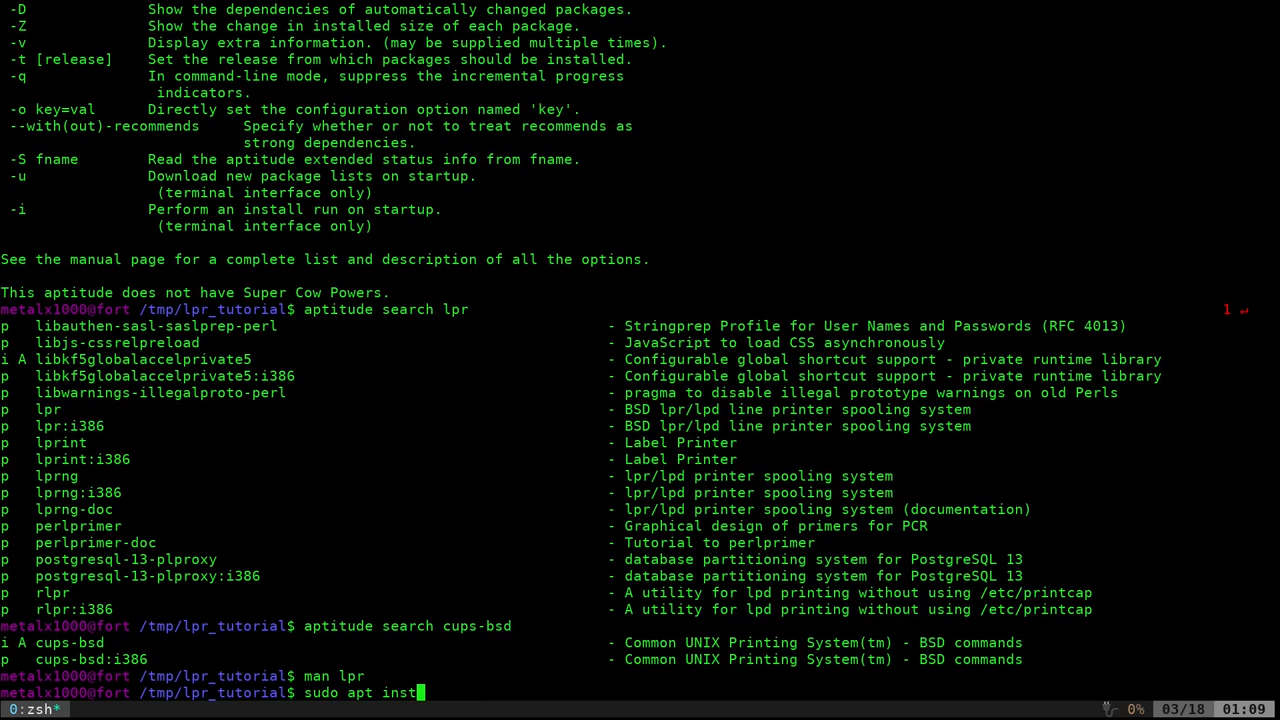 -D              Show the dependencies of automatically changed packages.
-Z              Show the change in installed size of each package.
-v              Display extra information. (may be supplied multiple times).
-t [release]    Set the release from which packages should be installed.
-q              In command-line mode, suppress the incremental progress
indicators.
-o key=val      Directly set the configuration option named 'key'.
--with(out)-recommends     Specify whether or not to treat recommends as
strong dependencies.
-S fname        Read the aptitude extended status info from fname.
-u              Download new package lists on startup.
(terminal interface only)
-i              Perform an install run on startup.
(terminal interface only)
See the manual page for a complete list and description of all the options.
This aptitude does not have Super Cow Powers.
metalx1000@fort /tmp/lpr_tutorial$ aptitude search lpr 1 ↵
p   libauthen-sasl-saslprep-perl - Stringprep Profile for User Names and Passwords (RFC 4013)
p   libjs-cssrelpreload - JavaScript to load CSS asynchronously
i A libkf5globalaccelprivate5 - Configurable global shortcut support - private runtime library
p   libkf5globalaccelprivate5:i386 - Configurable global shortcut support - private runtime library
p   libwarnings-illegalproto-perl - pragma to disable illegal prototype warnings on old Perls
p   lpr - BSD lpr/lpd line printer spooling system
p   lpr:i386 - BSD lpr/lpd line printer spooling system
p   lprint - Label Printer
p   lprint:i386 - Label Printer
p   lprng - lpr/lpd printer spooling system
p   lprng:i386 - lpr/lpd printer spooling system
p   lprng-doc - lpr/lpd printer spooling system (documentation)
p   perlprimer - Graphical design of primers for PCR
p   perlprimer-doc - Tutorial to perlprimer
p   postgresql-13-plproxy - database partitioning system for PostgreSQL 13
p   postgresql-13-plproxy:i386 - database partitioning system for PostgreSQL 13
p   rlpr - A utility for lpd printing without using /etc/printcap
p   rlpr:i386 - A utility for lpd printing without using /etc/printcap
metalx1000@fort /tmp/lpr_tutorial$ aptitude search cups-bsd
i A cups-bsd - Common UNIX Printing System(tm) - BSD commands
p   cups-bsd:i386 - Common UNIX Printing System(tm) - BSD commands
metalx1000@fort /tmp/lpr_tutorial$ man lpr
metalx1000@fort /tmp/lpr_tutorial$ sudo apt inst
0:zsh* 0% 03/18 01:09